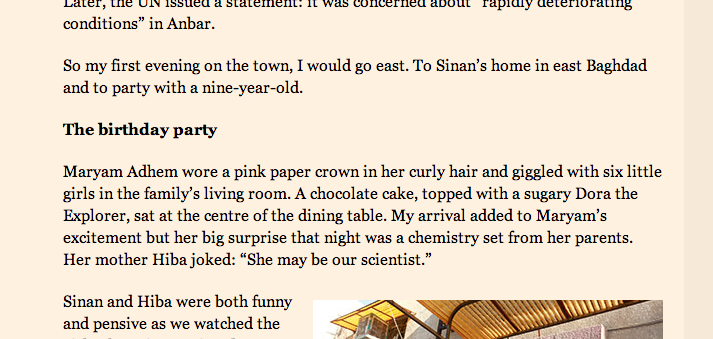 Later, the UN issued a statement: it was concerned about “rapidly deteriorating
conditions” in Anbar.
So my first evening on the town, I would go east. To Sinan’s home in east Baghdad
and to party with a nine-year-old.
The birthday party
Maryam Adhem wore a pink paper crown in her curly hair and giggled with six little
girls in the family’s living room. A chocolate cake, topped with a sugary Dora the
Explorer, sat at the centre of the dining table. My arrival added to Maryam’s
excitement but her big surprise that night was a chemistry set from her parents.
Her mother Hiba joked: “She may be our scientist.”
Sinan and Hiba were both funny
and pensive as we watched the